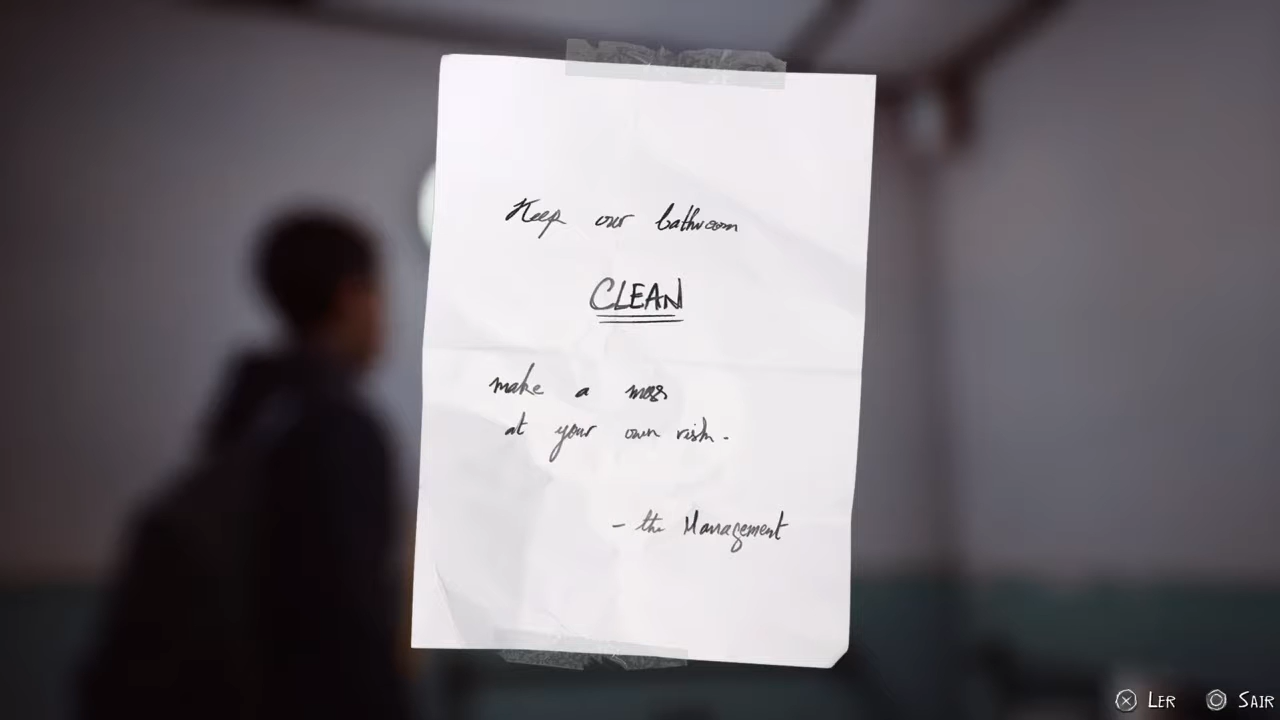 Keep our bathroom
CLEAN
make a mess
at your own risk.
- the Management
LER SAIR